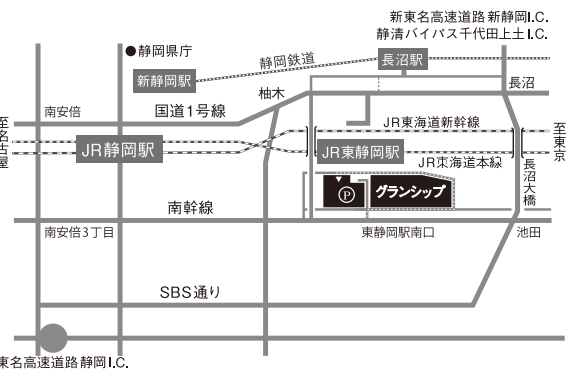 新東名高速道路 新静岡I.C.
静清バイパス千代田上土I.C.
●静岡県庁
静岡鉄道
長沼駅
新静岡駅
柚木
長沼
南安倍
国道1号線
JR東海道新幹線
至名古屋
JR静岡駅
JR東静岡駅
至東京
JR東海道本線
長沼大橋
P
グランシップ
南幹線
南安倍3丁目
東静岡駅南口
池田
SBS通り
東名高速道路 静岡I.C.